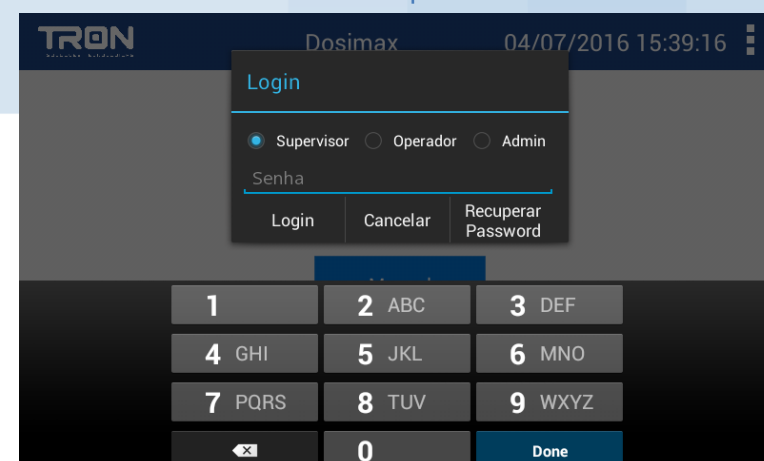 TRON
Dosimax
04/07/2016 15:39:16
Login
Supervisor Operador Admin
Senha
Login Cancelar Recuperar Password
1
2 ABC
3 DEF
4 GHI
5 JKL
6 MNO
7 PQRS
8 TUV
9 WXYZ
0
Done